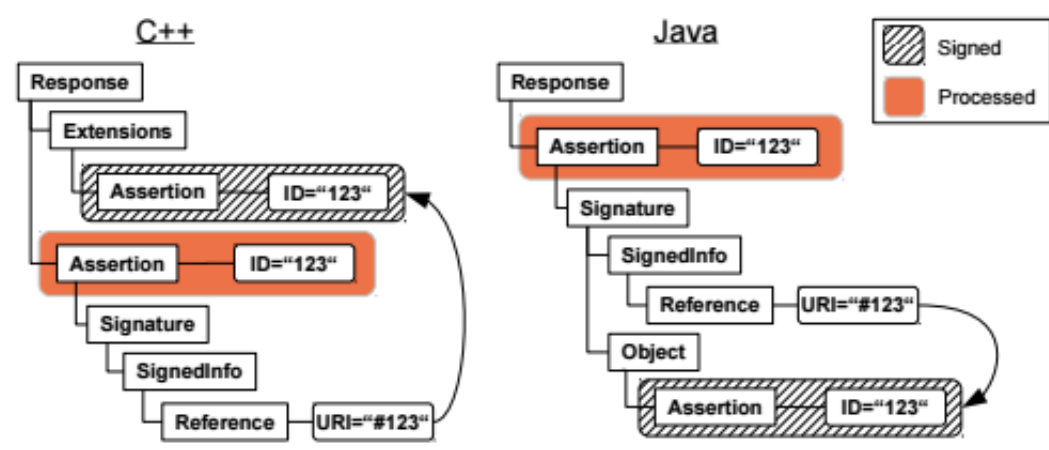 C++
Response
Extensions
Assertion ID=“123“
Assertion ID=“123“
Signature
SignedInfo
Reference URI=“#123“
Java
Response
Assertion ID=“123“
Signature
SignedInfo
Reference URI=“#123“
Object
Assertion ID=“123“
Signed
Processed